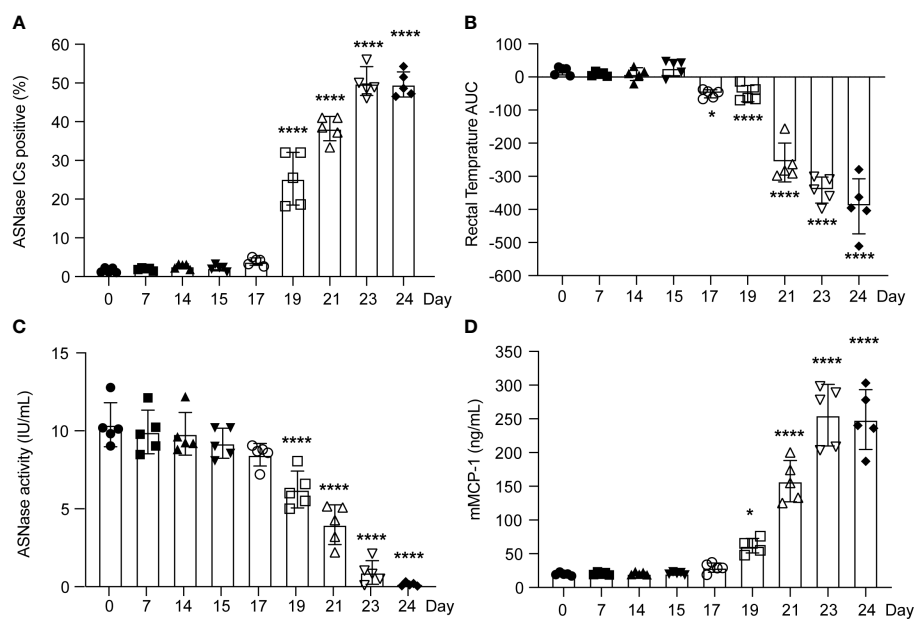 A
ASNase ICs positive (%)
60
50
40
30
20
10
0
**** **** **** ****
0 7 14 15 17 19 21 23 24 Day
B
Rectal Temprature AUC
100
0
-100
-200
-300
-400
-500
-600
* **** **** **** ****
0 7 14 15 17 19 21 23 24 Day
C
ASNase activity (IU/mL)
15
10
5
0
**** **** **** ****
0 7 14 15 17 19 21 23 24 Day
D
mMCP-1 (ng/mL)
350
300
250
200
150
100
50
0
* **** **** ****
0 7 14 15 17 19 21 23 24 Day